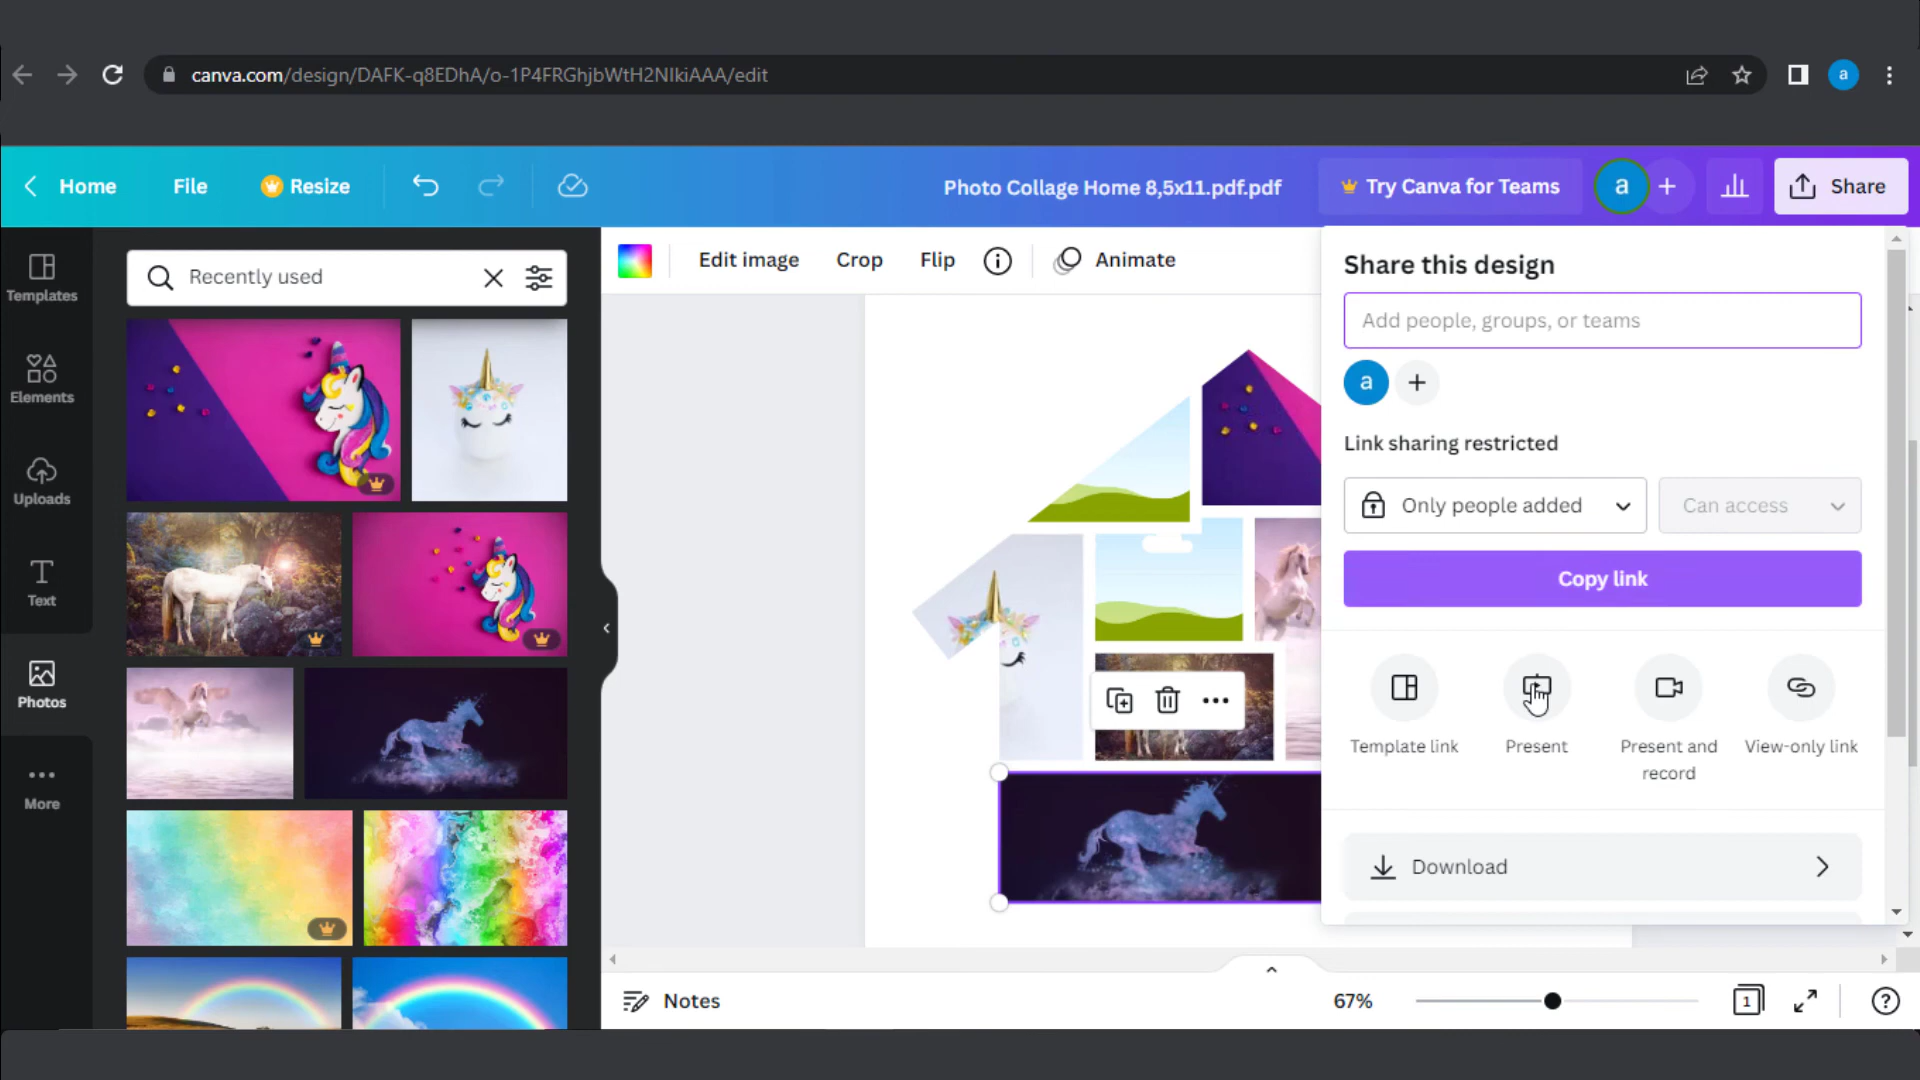 canva.com/design/DAFK-q8EDhA/o-1P4FRGhjbWtH2NIkiAAA/edit
a
Home
File
Resize
Photo Collage Home 8,5x11.pdf.pdf
Try Canva for Teams
a
+
Share
Templates
Elements
Uploads
Text
Photos
More
Recently used
Edit image
Crop
Flip
Animate
Share this design
Add people, groups, or teams
a
+
Link sharing restricted
Only people added
Can access
Copy link
Template link
Present
Present and
record
View-only link
Download
Notes
67%
1
?